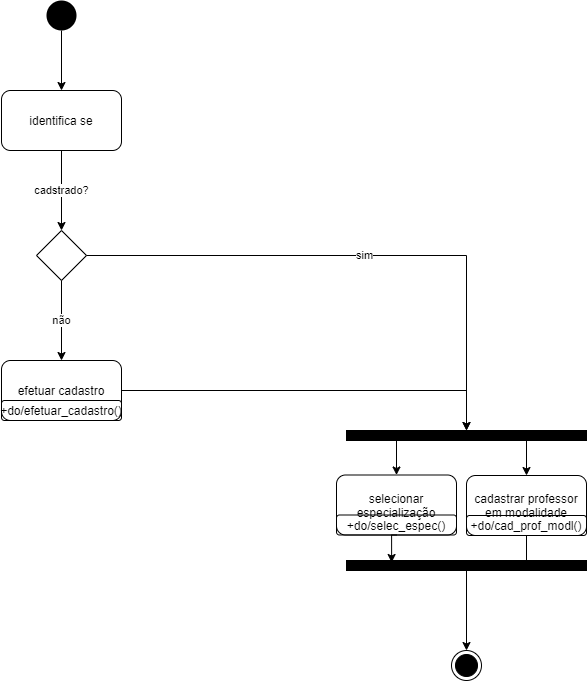 identifica se
cadstrado?
sim
não
efetuar cadastro
+do/efetuar_cadastro()
selecionar
especialização
+do/selec_espec()
cadastrar professor
em modalidade
+do/cad_prof_modl()